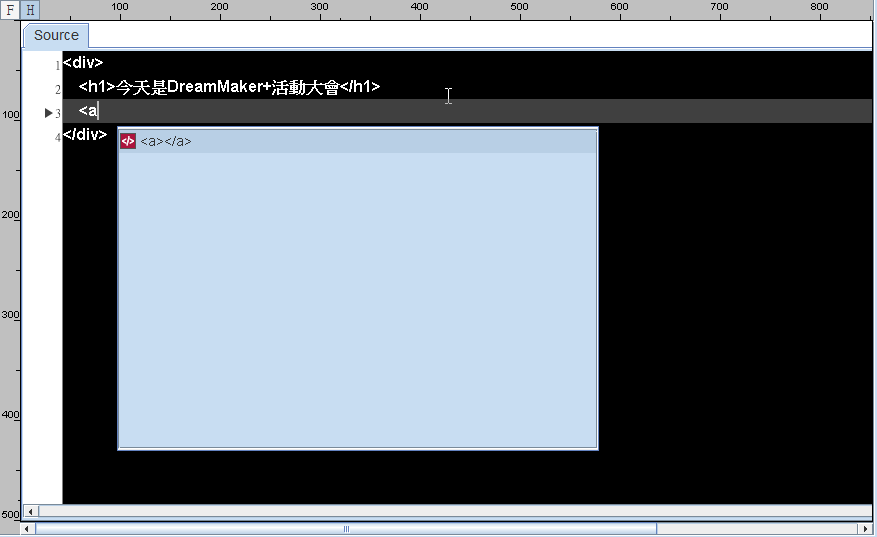 F H 100 200 300 400 500 600 700 800
Source
1 <div>
2 <h1>今天是DreamMaker+活動大會</h1>
100 3 <a
4 </div>
</> <a></a>
200
300
400
500